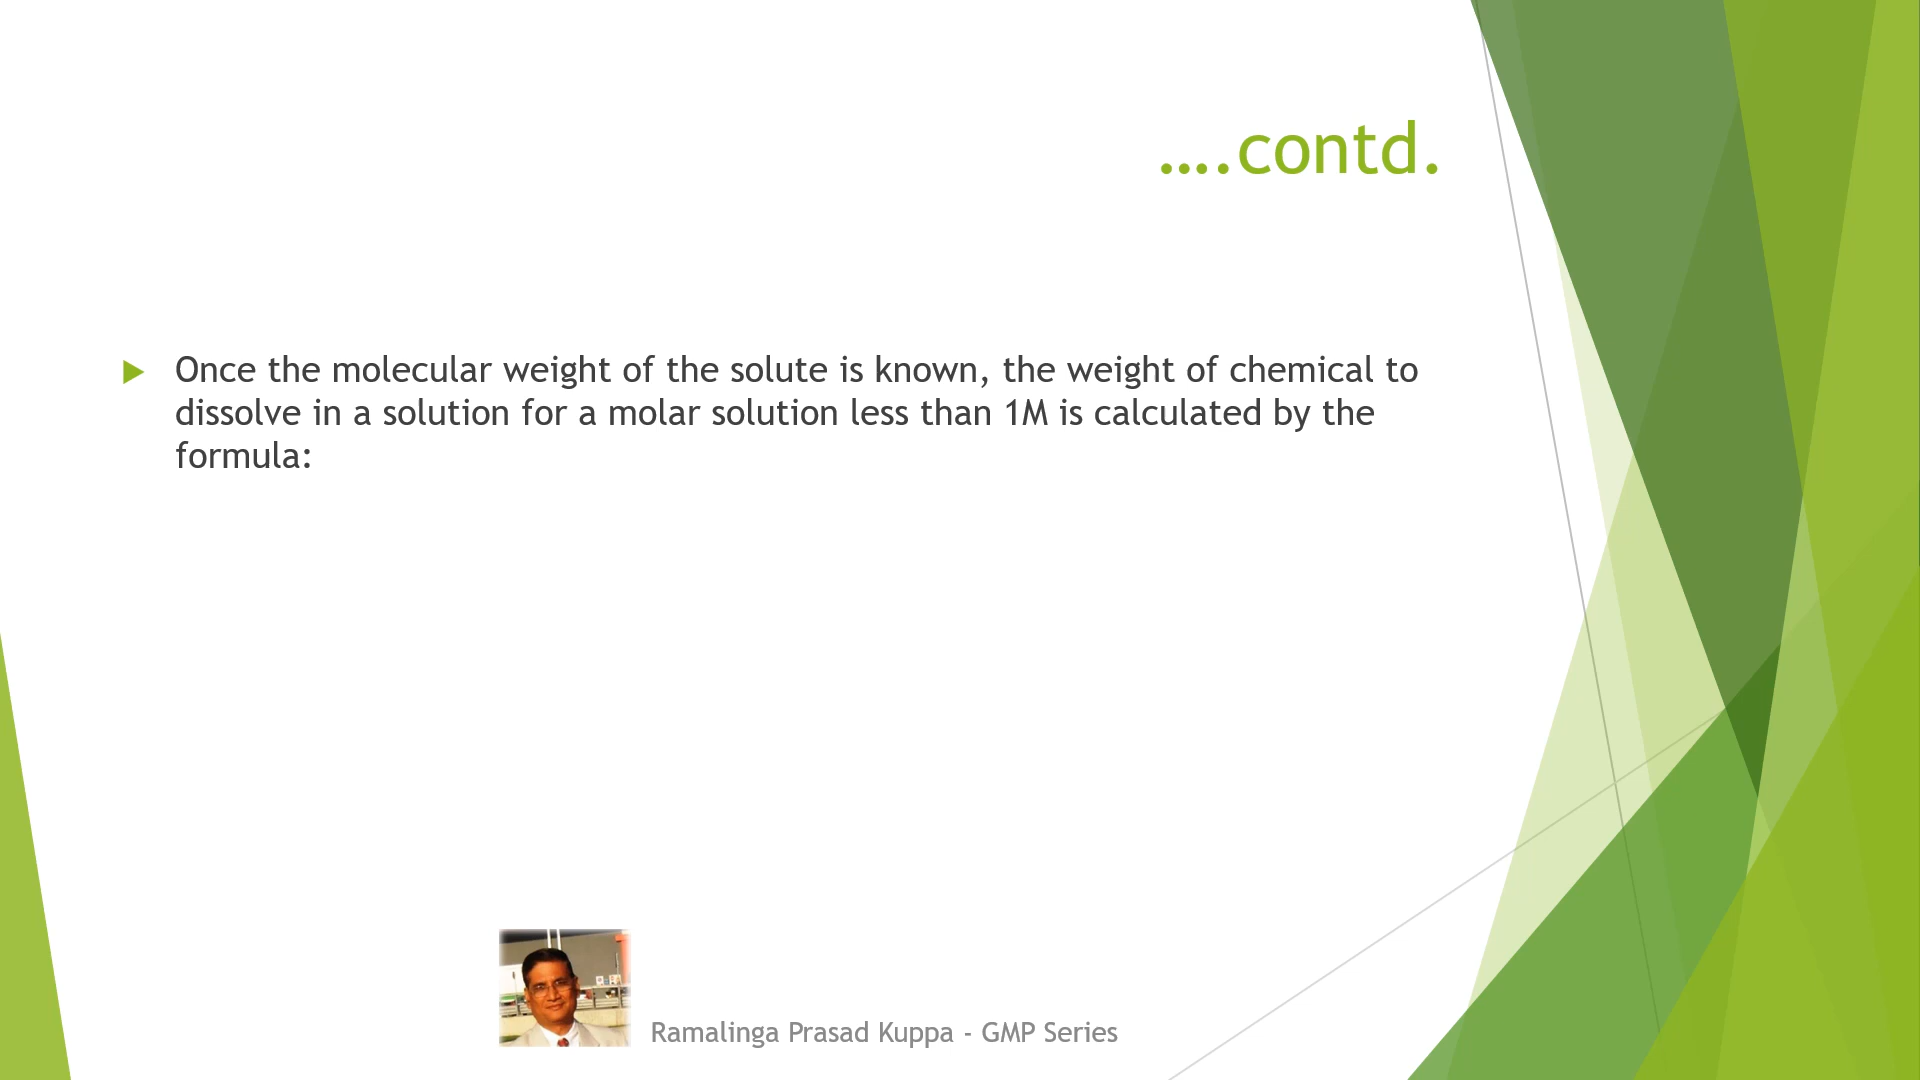 ....contd.
Once the molecular weight of the solute is known, the weight of chemical to
dissolve in a solution for a molar solution less than 1M is calculated by the
formula:
Ramalinga Prasad Kuppa - GMP Series